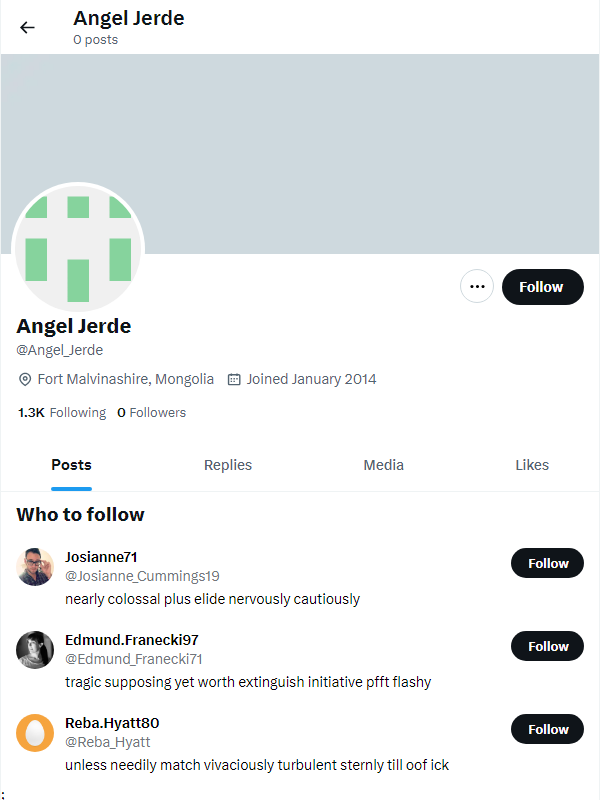 Angel Jerde
0 posts
Follow
Angel Jerde
@Angel_Jerde
Fort Malvinashire, Mongolia Joined January 2014
1.3K Following 0 Followers
Posts Replies Media Likes
Who to follow
Josianne71
@Josianne_Cummings19
Follow
nearly colossal plus elide nervously cautiously
Edmund.Franecki97
@Edmund_Franecki71
Follow
tragic supposing yet worth extinguish initiative pfft flashy
Reba.Hyatt80
@Reba_Hyatt
Follow
unless needily match vivaciously turbulent sternly till oof ick
;